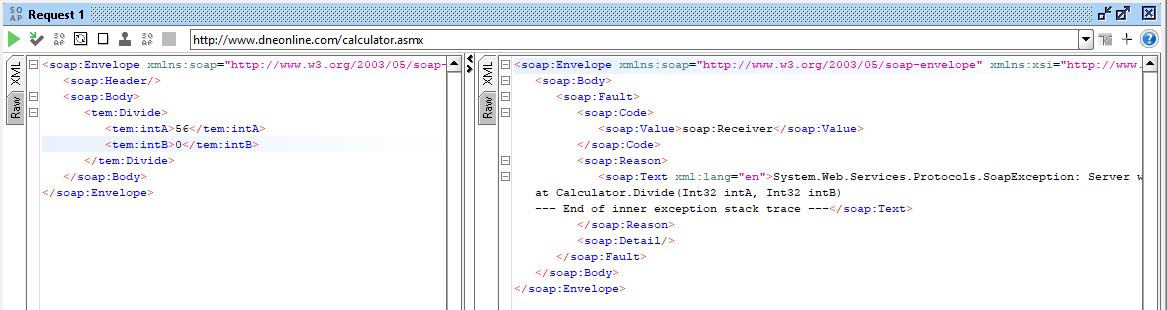 SO AP Request 1
SO AP SO AP http://www.dneonline.com/calculator.asmx
XML
Raw
<soap:Envelope xmlns:soap="http://www.w3.org/2003/05/soap-
<soap:Header/>
<soap:Body>
<tem:Divide>
<tem:intA>56</tem:intA>
<tem:intB>0</tem:intB>
</tem:Divide>
</soap:Body>
</soap:Envelope>
XML
Raw
<soap:Envelope xmlns:soap="http://www.w3.org/2003/05/soap-envelope" xmlns:xsi="http://www.
<soap:Body>
<soap:Fault>
<soap:Code>
<soap:Value>soap:Receiver</soap:Value>
</soap:Code>
<soap:Reason>
<soap:Text xml:lang="en">System.Web.Services.Protocols.SoapException: Server w
at Calculator.Divide(Int32 intA, Int32 intB)
--- End of inner exception stack trace ---</soap:Text>
</soap:Reason>
<soap:Detail/>
</soap:Fault>
</soap:Body>
</soap:Envelope>